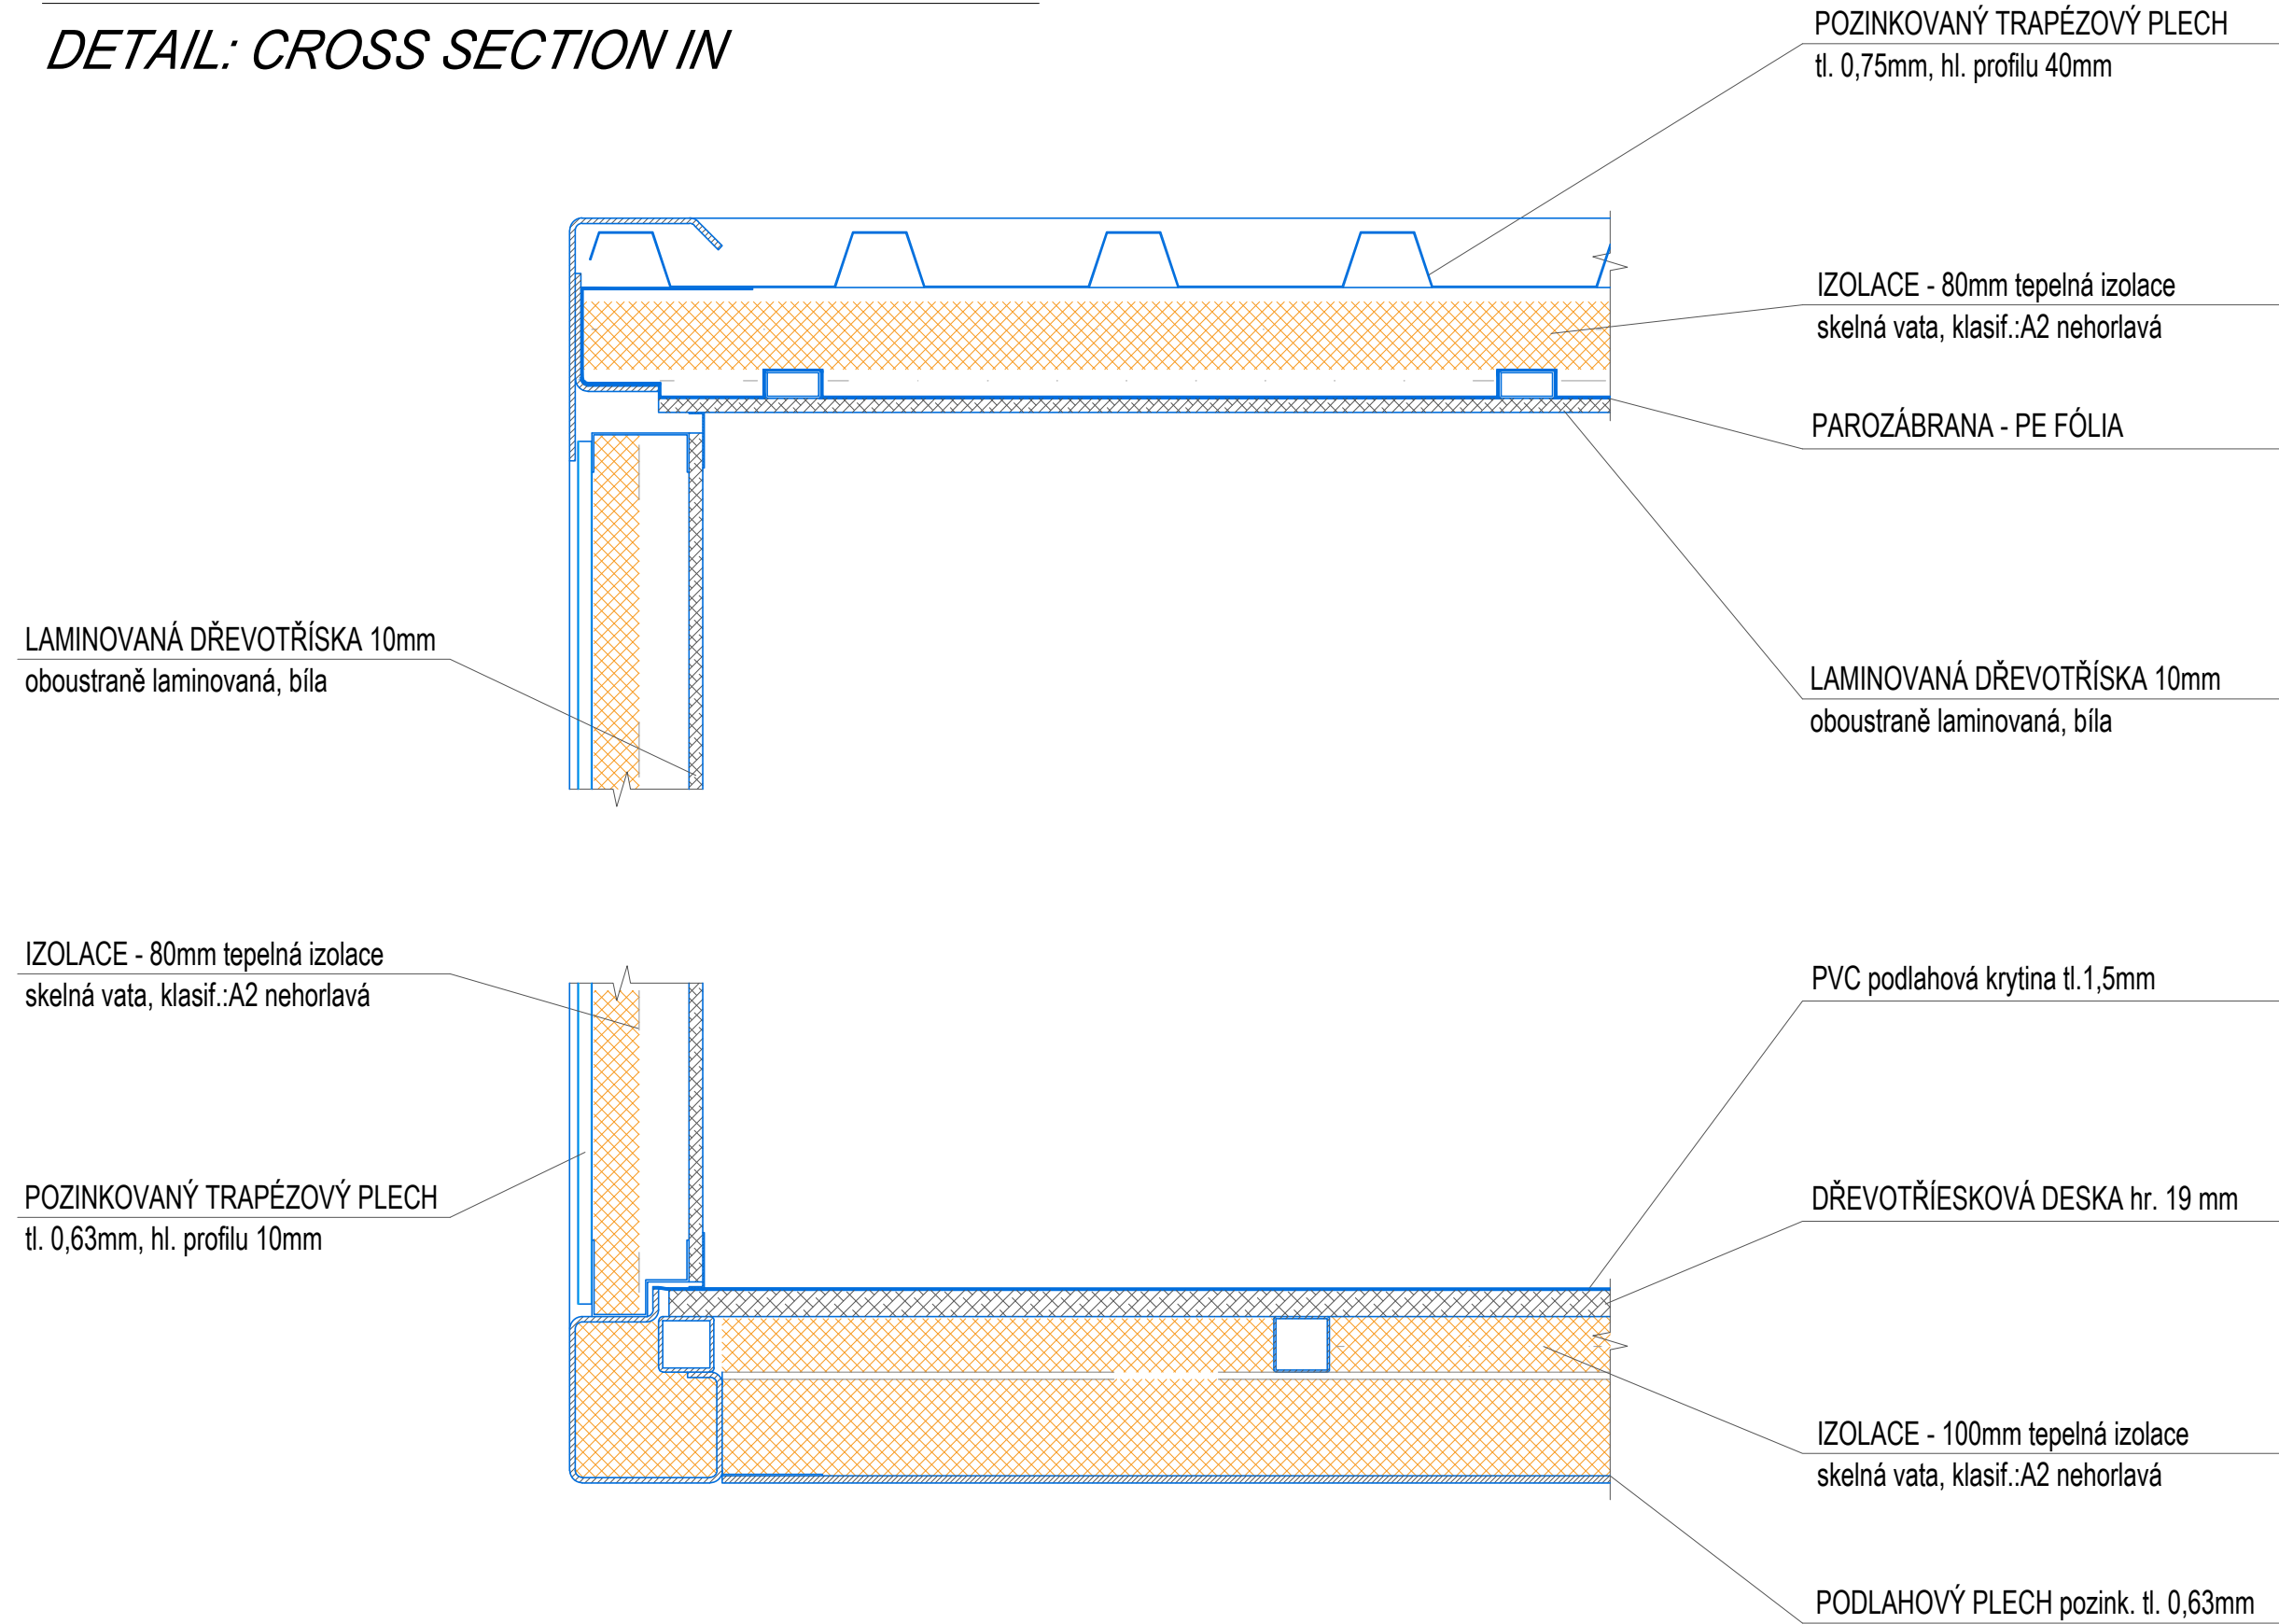 DETAIL: CROSS SECTION IN
POZINKOVANÝ TRAPÉZOVÝ PLECH
tl. 0,75mm, hl. profilu 40mm
IZOLACE - 80mm tepelná izolace
skelná vata, klasif.:A2 nehorlavá
PAROZÁBRANA - PE FÓLIA
LAMINOVANÁ DŘEVOTŘÍSKA 10mm
oboustraně laminovaná, bíla
LAMINOVANÁ DŘEVOTŘÍSKA 10mm
oboustraně laminovaná, bíla
IZOLACE - 80mm tepelná izolace
skelná vata, klasif.:A2 nehorlavá
PVC podlahová krytina tl.1,5mm
POZINKOVANÝ TRAPÉZOVÝ PLECH
tl. 0,63mm, hl. profilu 10mm
DŘEVOTŘÍESKOVÁ DESKA hr. 19 mm
IZOLACE - 100mm tepelná izolace
skelná vata, klasif.:A2 nehorlavá
PODLAHOVÝ PLECH pozink. tl. 0,63mm